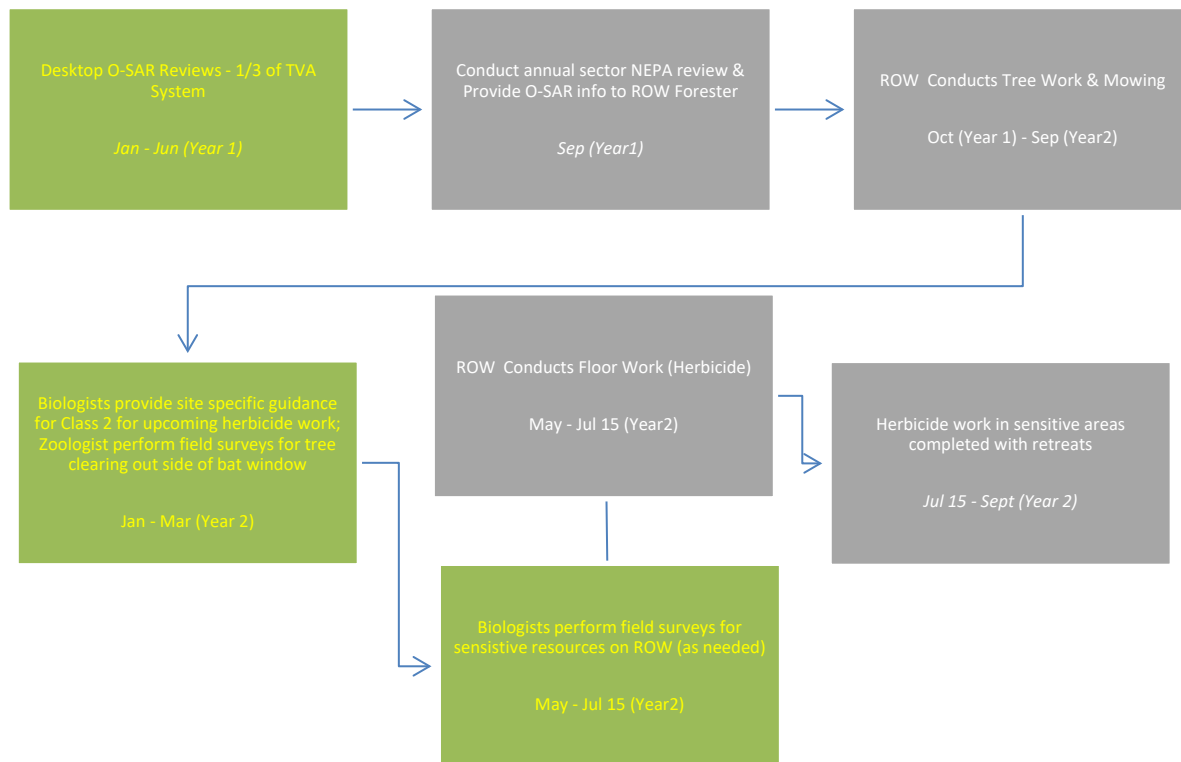 Desktop O-SAR Reviews - 1/3 of TVA
System
Jan - Jun (Year 1)
Conduct annual sector NEPA review &
Provide O-SAR info to ROW Forester
Sep (Year1)
ROW Conducts Tree Work & Mowing
Oct (Year 1) - Sep (Year2)
Biologists provide site specific guidance
for Class 2 for upcoming herbicide work;
Zoologist perform field surveys for tree
clearing out side of bat window
Jan - Mar (Year 2)
ROW Conducts Floor Work (Herbicide)
May - Jul 15 (Year2)
Herbicide work in sensitive areas
completed with retreats
Jul 15 - Sept (Year 2)
Biologists perform field surveys for
sensistive resources on ROW (as needed)
May - Jul 15 (Year2)